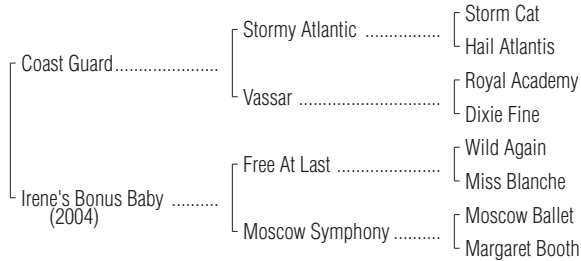 Storm Cat
Stormy Atlantic ..................
Hail Atlantis
Coast Guard.....................
Royal Academy
Vassar .............................
Dixie Fine
Wild Again
Free At Last .....................
Miss Blanche
Irene's Bonus Baby ..........
(2004)
Moscow Ballet
Moscow Symphony ..........
Margaret Booth